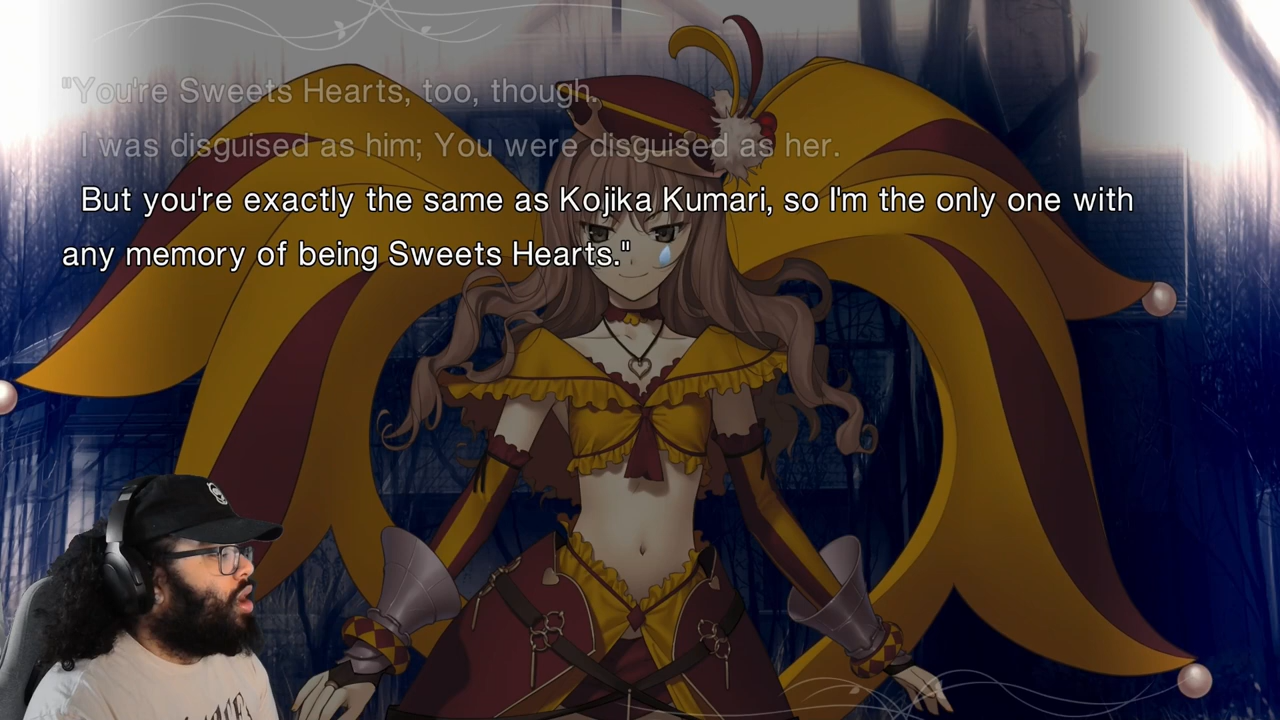 "You're Sweets Hearts, too, though.
I was disguised as him; You were disguised as her.
But you're exactly the same as Kojika Kumari, so I'm the only one with
any memory of being Sweets Hearts."